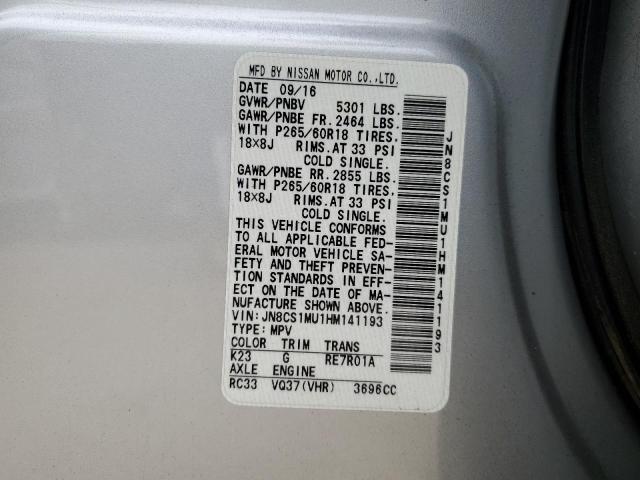 MFD BY NISSAN MOTOR CO.,LTD.
DATE 09/16
GVWR/PNBV 5301 LBS.
GAWR/PNBE FR. 2464 LBS.
WITH P265/60R18 TIRES.
18×8J RIMS. AT 33 PSI
COLD SINGLE.
GAWR/PNBE RR. 2855 LBS.
WITH P265/60R18 TIRES.
18×8J RIMS. AT 33 PSI
COLD SINGLE.
THIS VEHICLE CONFORMS
TO ALL APPLICABLE FED-
ERAL MOTOR VEHICLE SA-
FETY AND THEFT PREVEN-
TION STANDARDS IN EFF-
ECT ON THE DATE OF MA-
NUFACTURE SHOWN ABOVE.
VIN: JN8CS1MU1HM141193
TYPE: MPV
COLOR TRIM TRANS
K23 G RE7R01A
AXLE ENGINE
RC33 VQ37(VHR) 3696CC
JN8CS1MU1HM141193